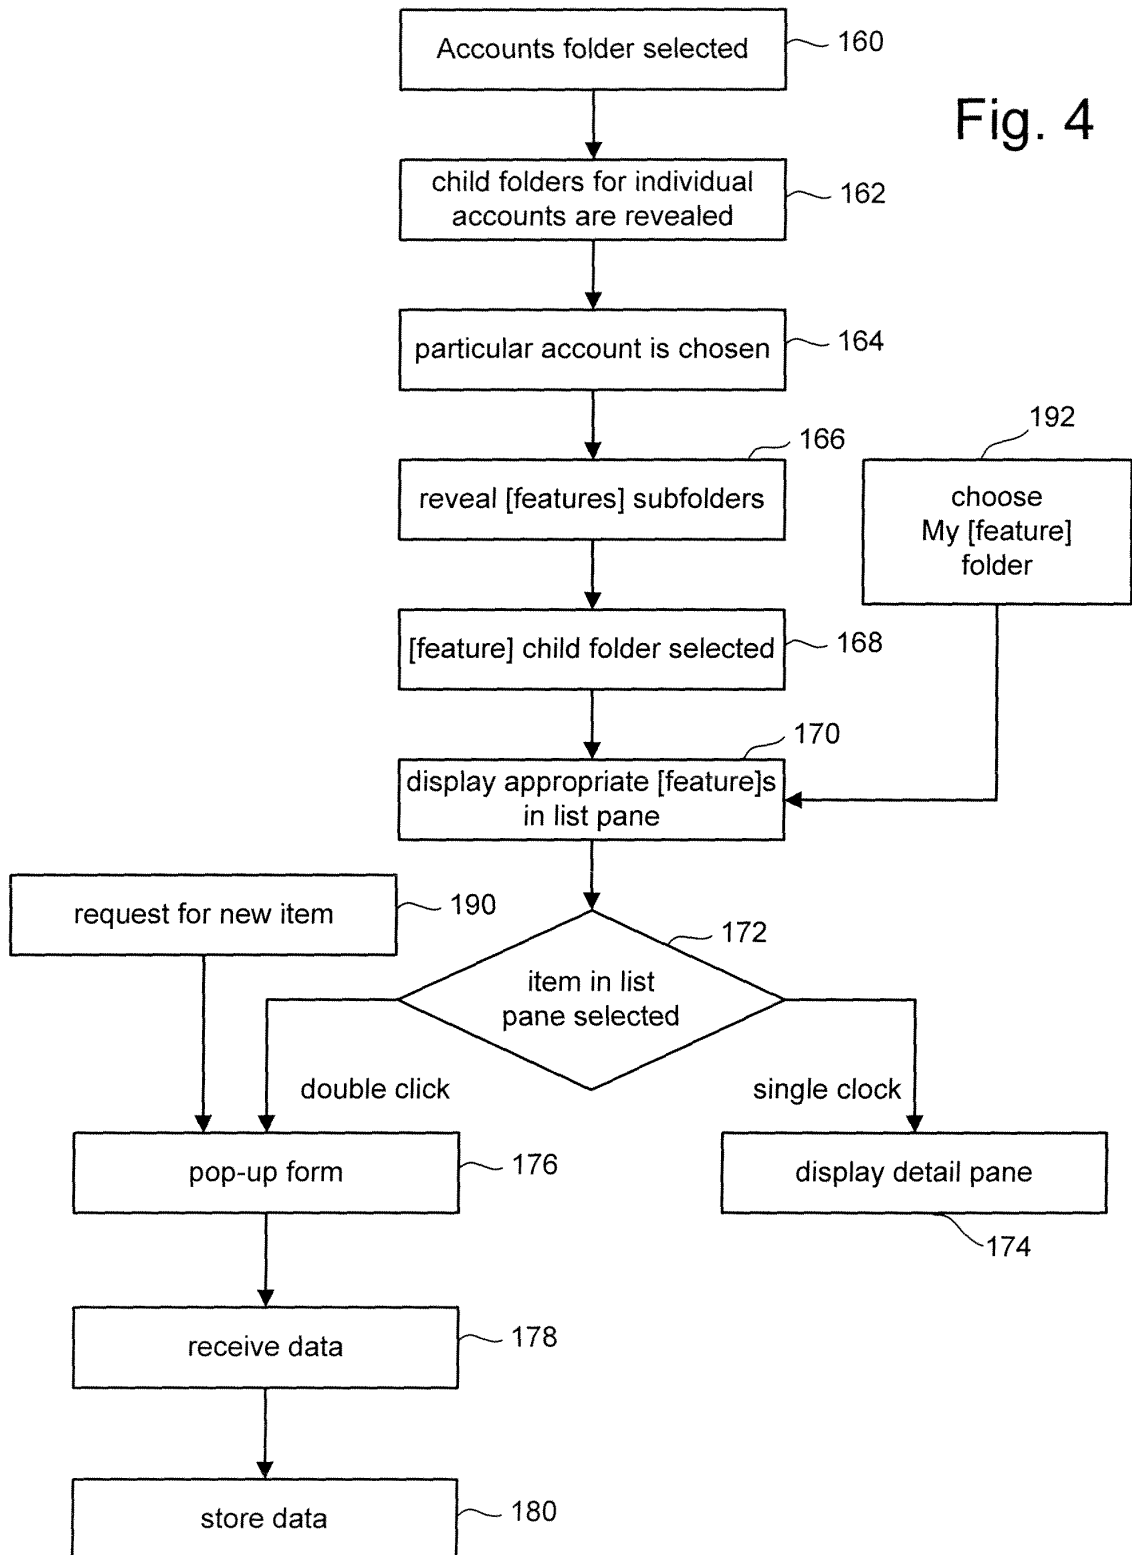 Accounts folder selected
160
Fig. 4
child folders for individual
accounts are revealed
162
particular account is chosen
164
166
reveal [features] subfolders
192
choose
My [feature]
folder
[feature] child folder selected
168
170
display appropriate [feature]s
in list pane
request for new item
190
172
item in list
pane selected
double click
single clock
pop-up form
176
display detail pane
174
receive data
178
store data
180